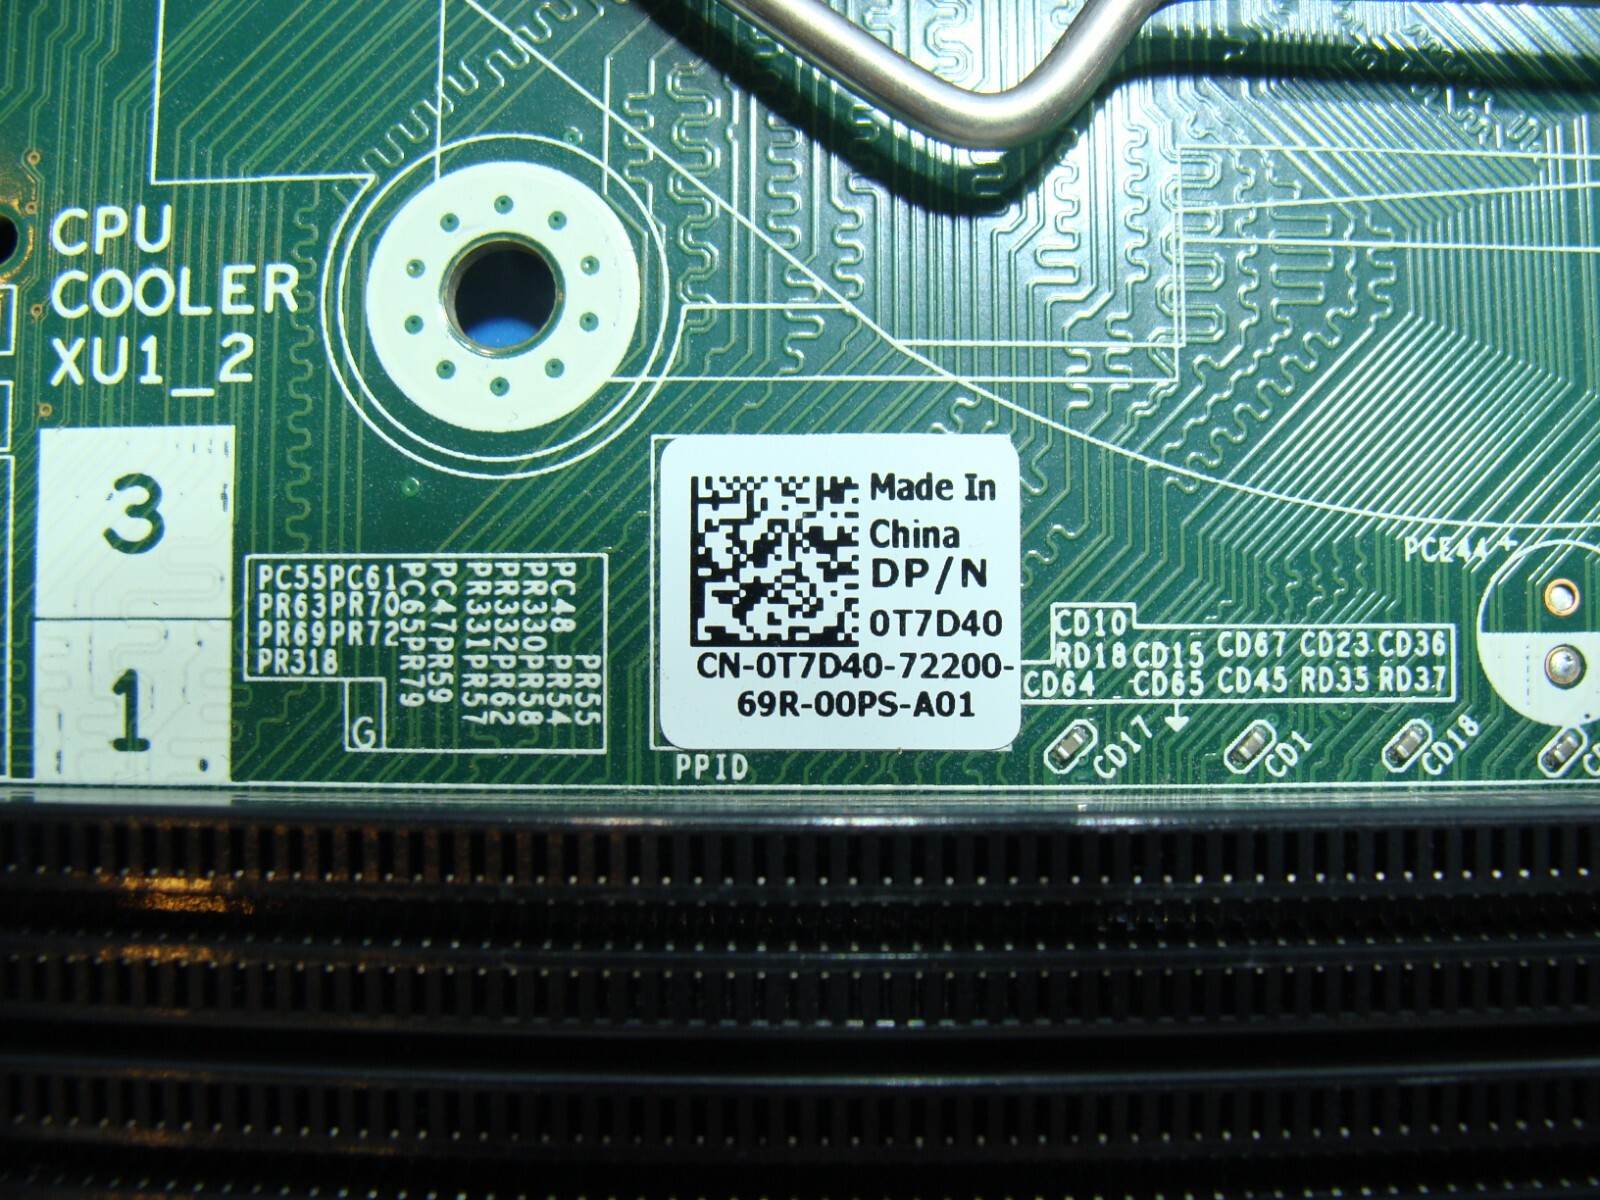 CPU
COOLER
XU1_2
3
1
PC55PC61
PR63PR70
PR69PR72
PR318
PC65PR79
PC47PR59
PR331PR57
PR332PR62
PR330PR58
PC48 PR54
PR55
G
Made In
China
DP/N
0T7D40
CN-0T7D40-72200-
69R-00PS-A01
PPID
PCE44 +
CD10
RD18 CD15 CD67 CD23 CD36
CD64 CD65 CD45 RD35 RD37
CD17
CD1
CD18